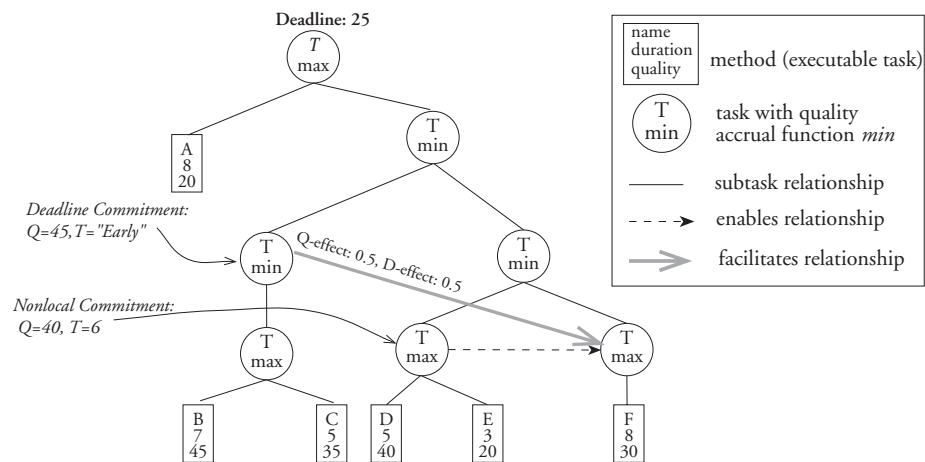 Deadline: 25
T
max
T
min
A
8
20
Deadline Commitment:
Q=45,T="Early"
T
min
Q-effect: 0.5, D-effect: 0.5
T
min
Nonlocal Commitment:
Q=40, T=6
T
max
T
max
T
max
B
7
45
C
5
35
D
5
40
E
3
20
F
8
30
name
duration
quality
method (executable task)
T
min
task with quality
accrual function min
subtask relationship
enables relationship
facilitates relationship